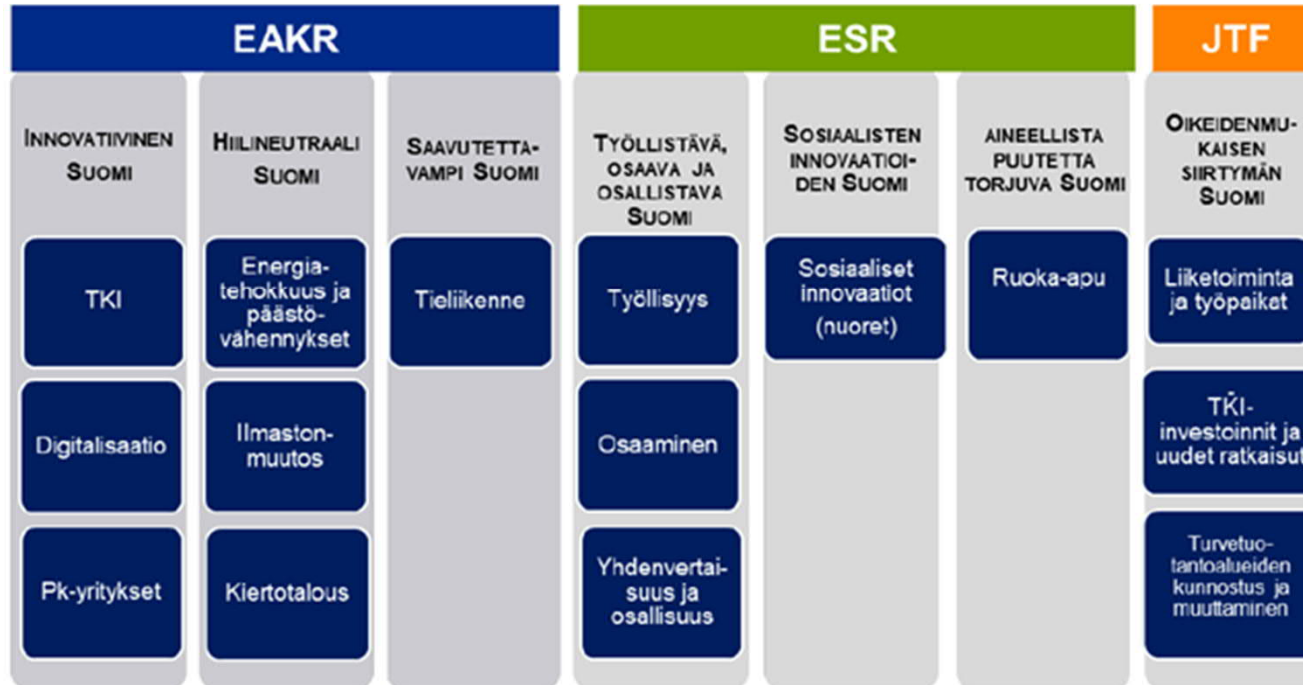 EAKR
ESR
JTF
INNOVATIIVINEN
SUOMI
TKI
Digitalisaatio
Pk-yritykset
HIILINEUTRAALI
SUOMI
Energia-
tehokkuus ja
päästö-
vähennykset
Ilmaston-
muutos
Kiertotalous
SAAVUTETTA-
VAMPI SUOMI
Tieliikenne
TYÖLLISTÄVÄ,
OSAAVA JA
OSALLISTAVA
SUOMI
Työllisyys
Osaaminen
Yhdenvertai-
suus ja
osallisuus
SOSIAALISTEN
INNOVAATIOI-
DEN SUOMI
Sosiaaliset
innovaatiot
(nuoret)
AINEELLISTA
PUUTETTA
TORJUVA SUOMI
Ruoka-apu
OIKEIDENMU-
KAISEN
SIIRTYMÄN
SUOMI
Liiketoiminta
ja työpaikat
TKI-
investoinnit ja
uudet ratkaisut
Turvetuo-
tantoalueiden
kunnostus ja
muuttaminen